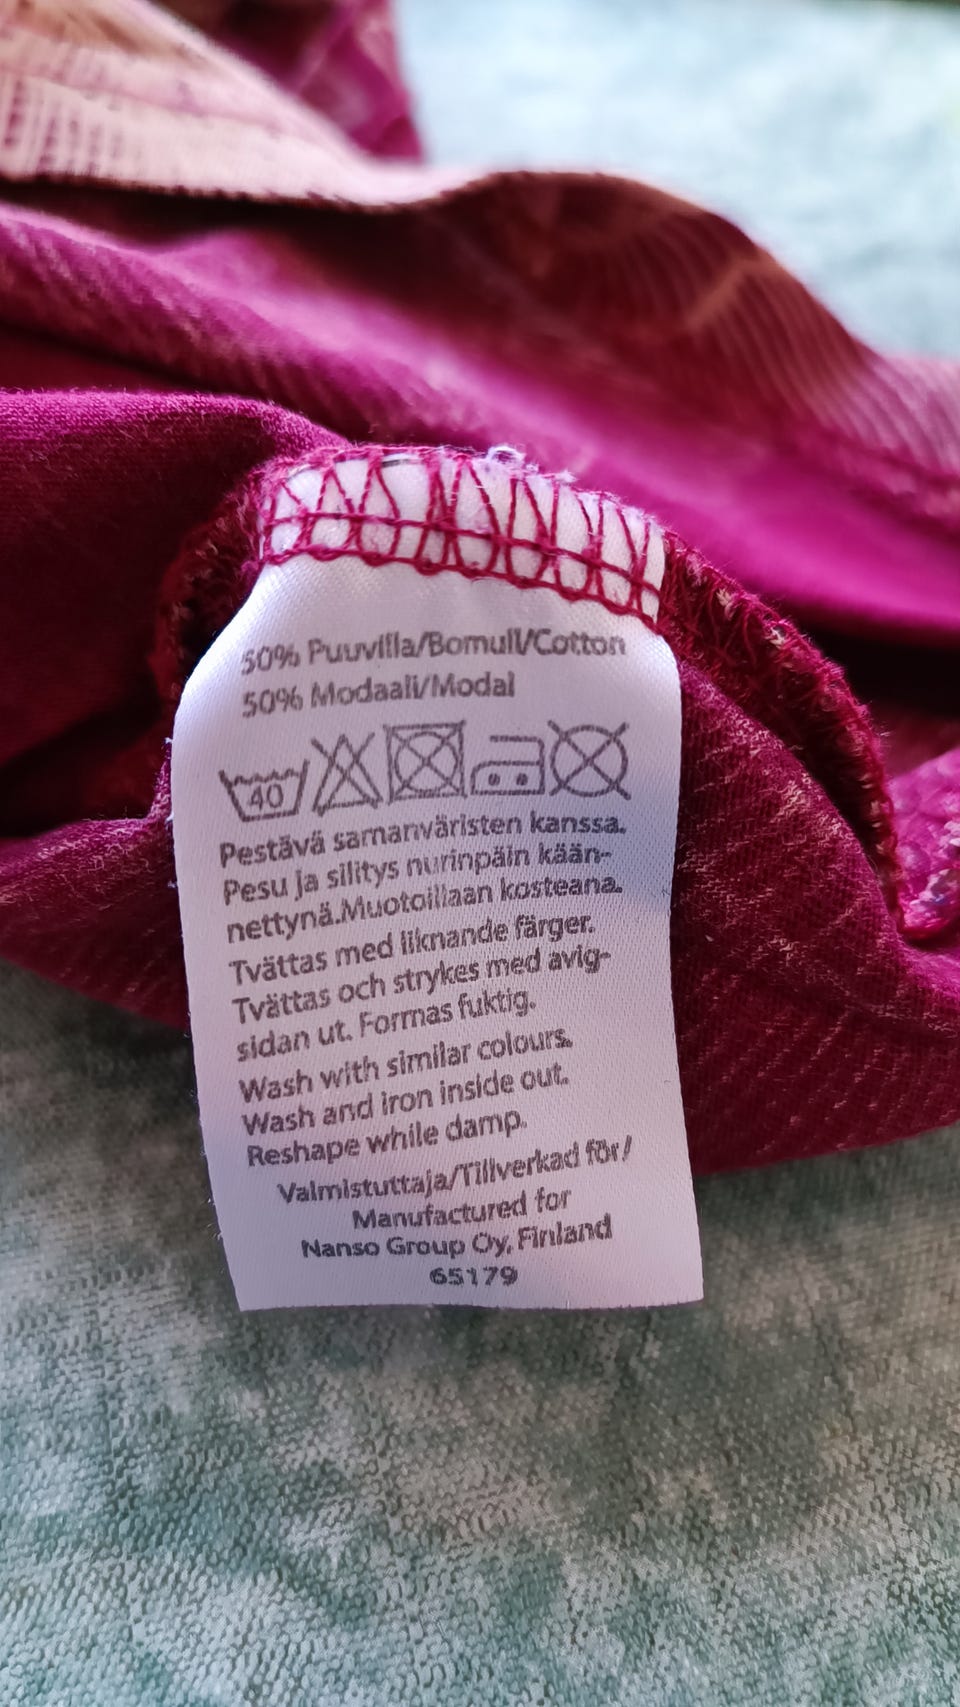 50% Puuvilla/Bomull/Cotton
50% Modaali/Modal
40
Pestävä samanväristen kanssa.
Pesu ja silitys nurinpäin kään-
nettynä.Muotoillaan kosteana.
Tvättas med liknande färger.
Tvättas och strykes med avig-
sidan ut. Formas fuktig.
Wash with similar colours.
Wash and iron inside out.
Reshape while damp.
Valmistuttaja/Tillverkad för/
Manufactured for
Nanso Group Oy, Finland
65179